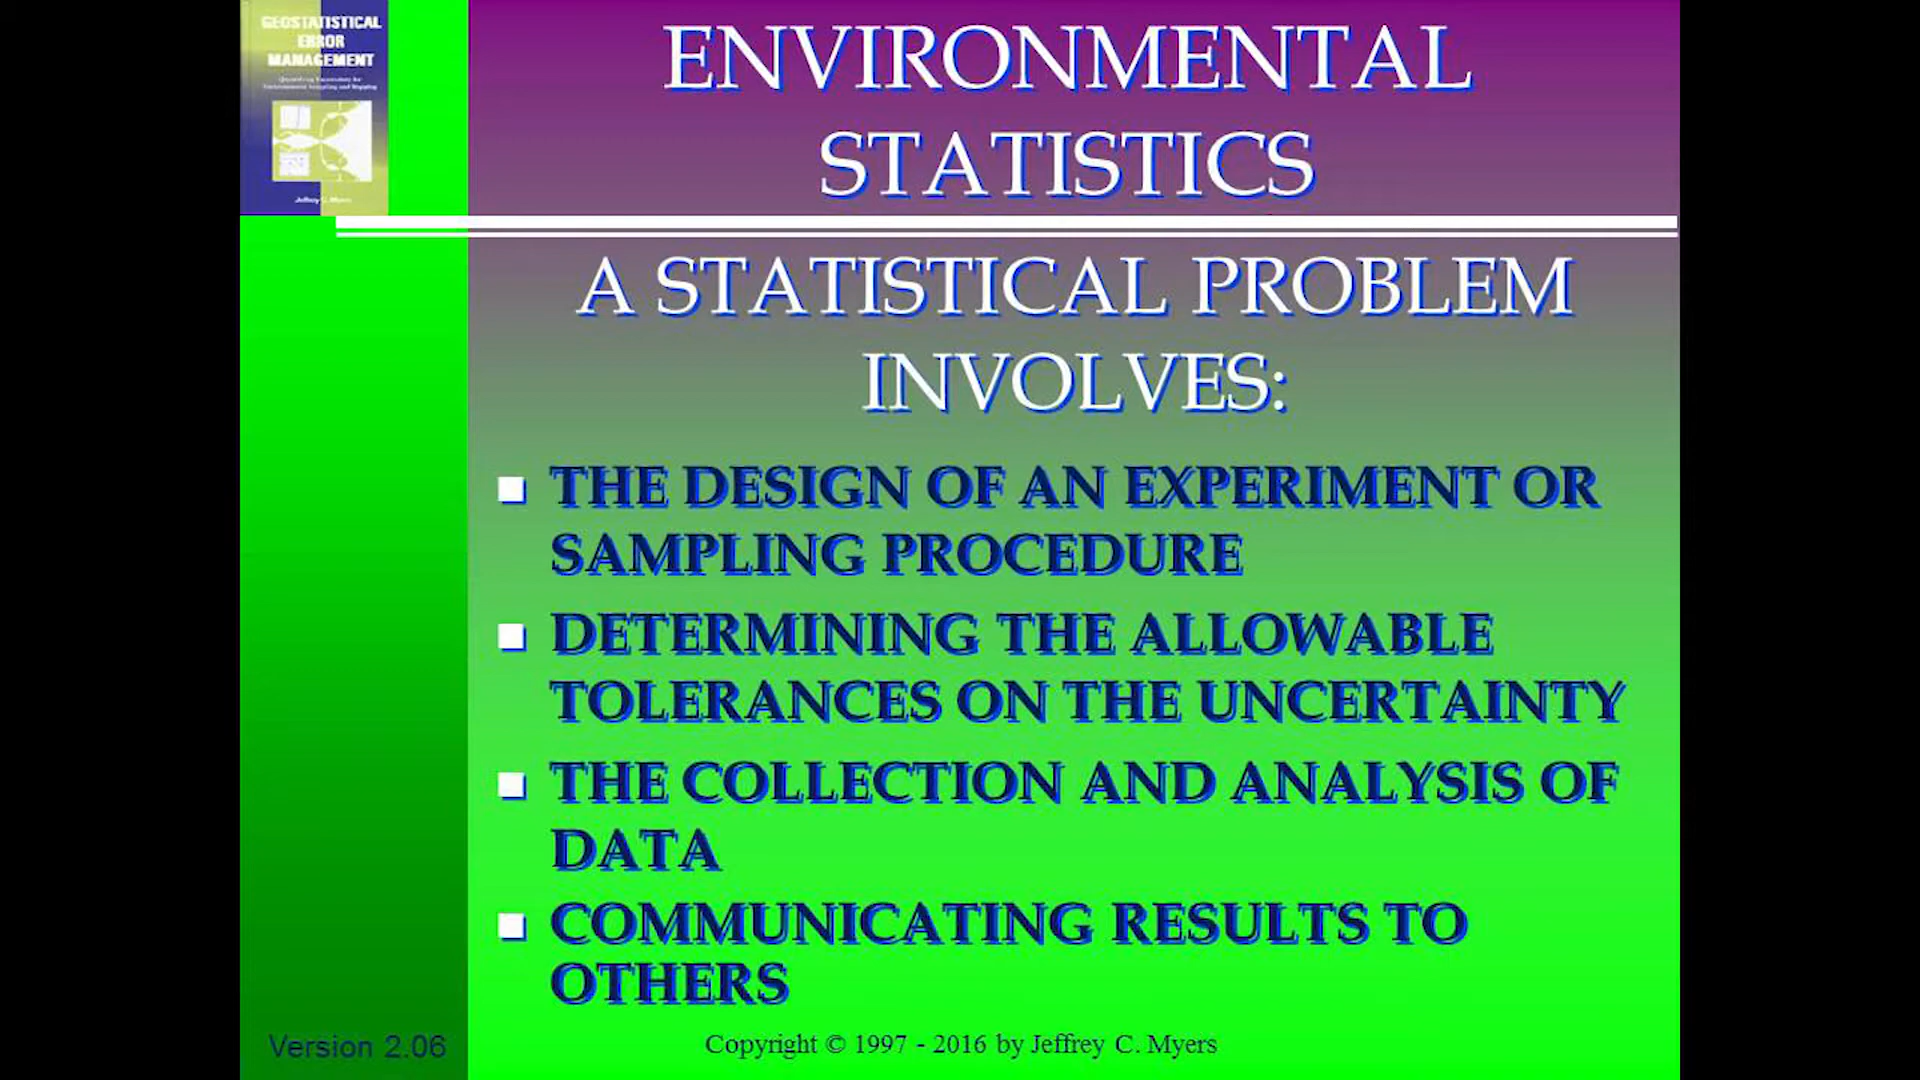 GEOSTATISTICAL
ERROR
MANAGEMENT
Jeffrey C. Myers
ENVIRONMENTAL
STATISTICS
A STATISTICAL PROBLEM
INVOLVES:
THE DESIGN OF AN EXPERIMENT OR
SAMPLING PROCEDURE
DETERMINING THE ALLOWABLE
TOLERANCES ON THE UNCERTAINTY
THE COLLECTION AND ANALYSIS OF
DATA
COMMUNICATING RESULTS TO
OTHERS
Version 2.06
Copyright © 1997 - 2016 by Jeffrey C. Myers